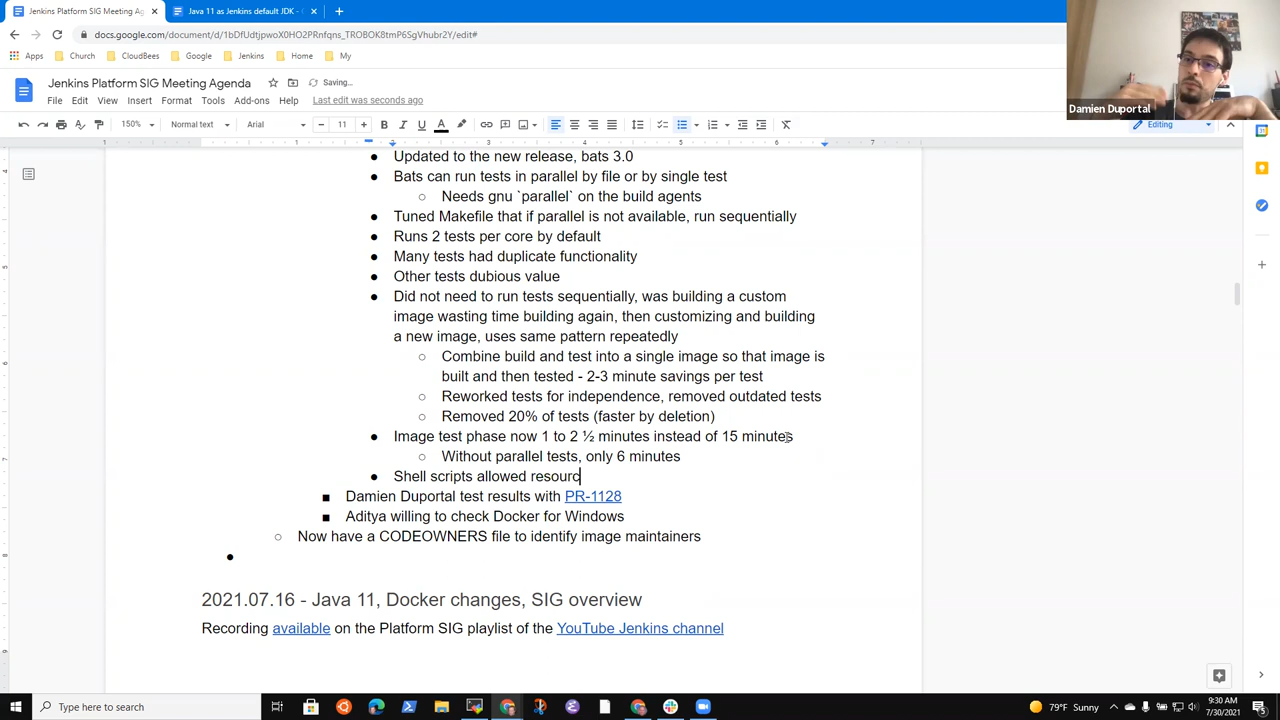 Jenkins Platform SIG Meeting Ag
Java 11 as Jenkins default JDK -
docs.google.com/document/d/1bDfUdtjpwoX0HO2PRnfqns_TROBOK8tmP6SgVhubr2Y/edit#
Apps Church CloudBees Google Jenkins Home My
Jenkins Platform SIG Meeting Agenda Saving...
File Edit View Insert Format Tools Add-ons Help Last edit was seconds ago
150% Normal text Arial 11 Editing
Damien Duportal
1 1 2 3 4 5 6 7
Updated to the new release, bats 3.0
Bats can run tests in parallel by file or by single test
Needs gnu `parallel` on the build agents
Tuned Makefile that if parallel is not available, run sequentially
Runs 2 tests per core by default
Many tests had duplicate functionality
Other tests dubious value
Did not need to run tests sequentially, was building a custom
image wasting time building again, then customizing and building
a new image, uses same pattern repeatedly
Combine build and test into a single image so that image is
built and then tested - 2-3 minute savings per test
Reworked tests for independence, removed outdated tests
Removed 20% of tests (faster by deletion)
Image test phase now 1 to 2 ½ minutes instead of 15 minutes
Without parallel tests, only 6 minutes
Shell scripts allowed resourc
Damien Duportal test results with PR-1128
Aditya willing to check Docker for Windows
Now have a CODEOWNERS file to identify image maintainers
2021.07.16 - Java 11, Docker changes, SIG overview
Recording available on the Platform SIG playlist of the YouTube Jenkins channel
Type here to search
79°F Sunny
9:30 AM
7/30/2021